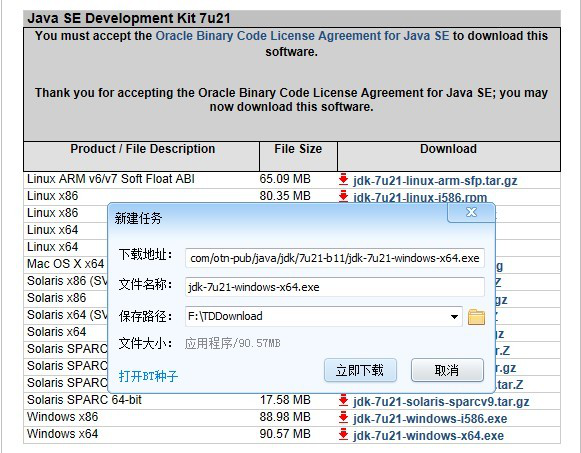 Java SE Development Kit 7u21
You must accept the Oracle Binary Code License Agreement for Java SE to download this
software.
Thank you for accepting the Oracle Binary Code License Agreement for Java SE; you may
now download this software.
Product / File Description File Size Download
Linux ARM v6/v7 Soft Float ABI 65.09 MB jdk-7u21-linux-arm-sfp.tar.gz
Linux x86 80.35 MB jdk-7u21-linux-i586.rpm
Linux x86
Linux x64
Linux x64
Mac OS X x64
Solaris x86 (SV
Solaris x86
Solaris x64 (SV
Solaris x64
Solaris SPARC
Solaris SPARC
Solaris SPARC
Solaris SPARC 64-bit 17.58 MB jdk-7u21-solaris-sparcv9.tar.gz
Windows x86 88.98 MB jdk-7u21-windows-i586.exe
Windows x64 90.57 MB jdk-7u21-windows-x64.exe
新建任务
下载地址： com/otn-pub/java/jdk/7u21-b11/jdk-7u21-windows-x64.exe
文件名称： jdk-7u21-windows-x64.exe
保存路径： F:\TDDownload
文件大小： 应用程序/90.57MB
打开BT种子 立即下载 取消